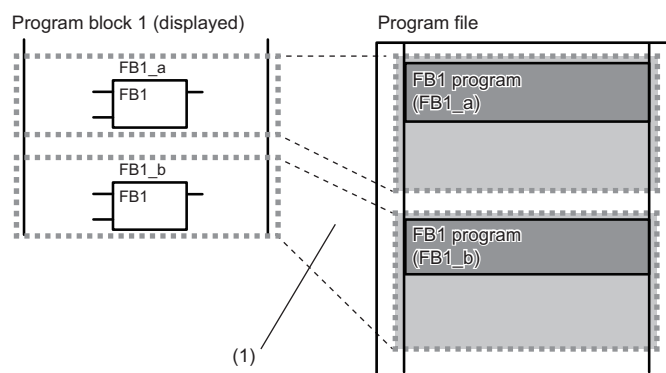 Program block 1 (displayed)
Program file
FB1_a
FB1
FB1_b
FB1
FB1 program
(FB1_a)
FB1 program
(FB1_b)
(1)